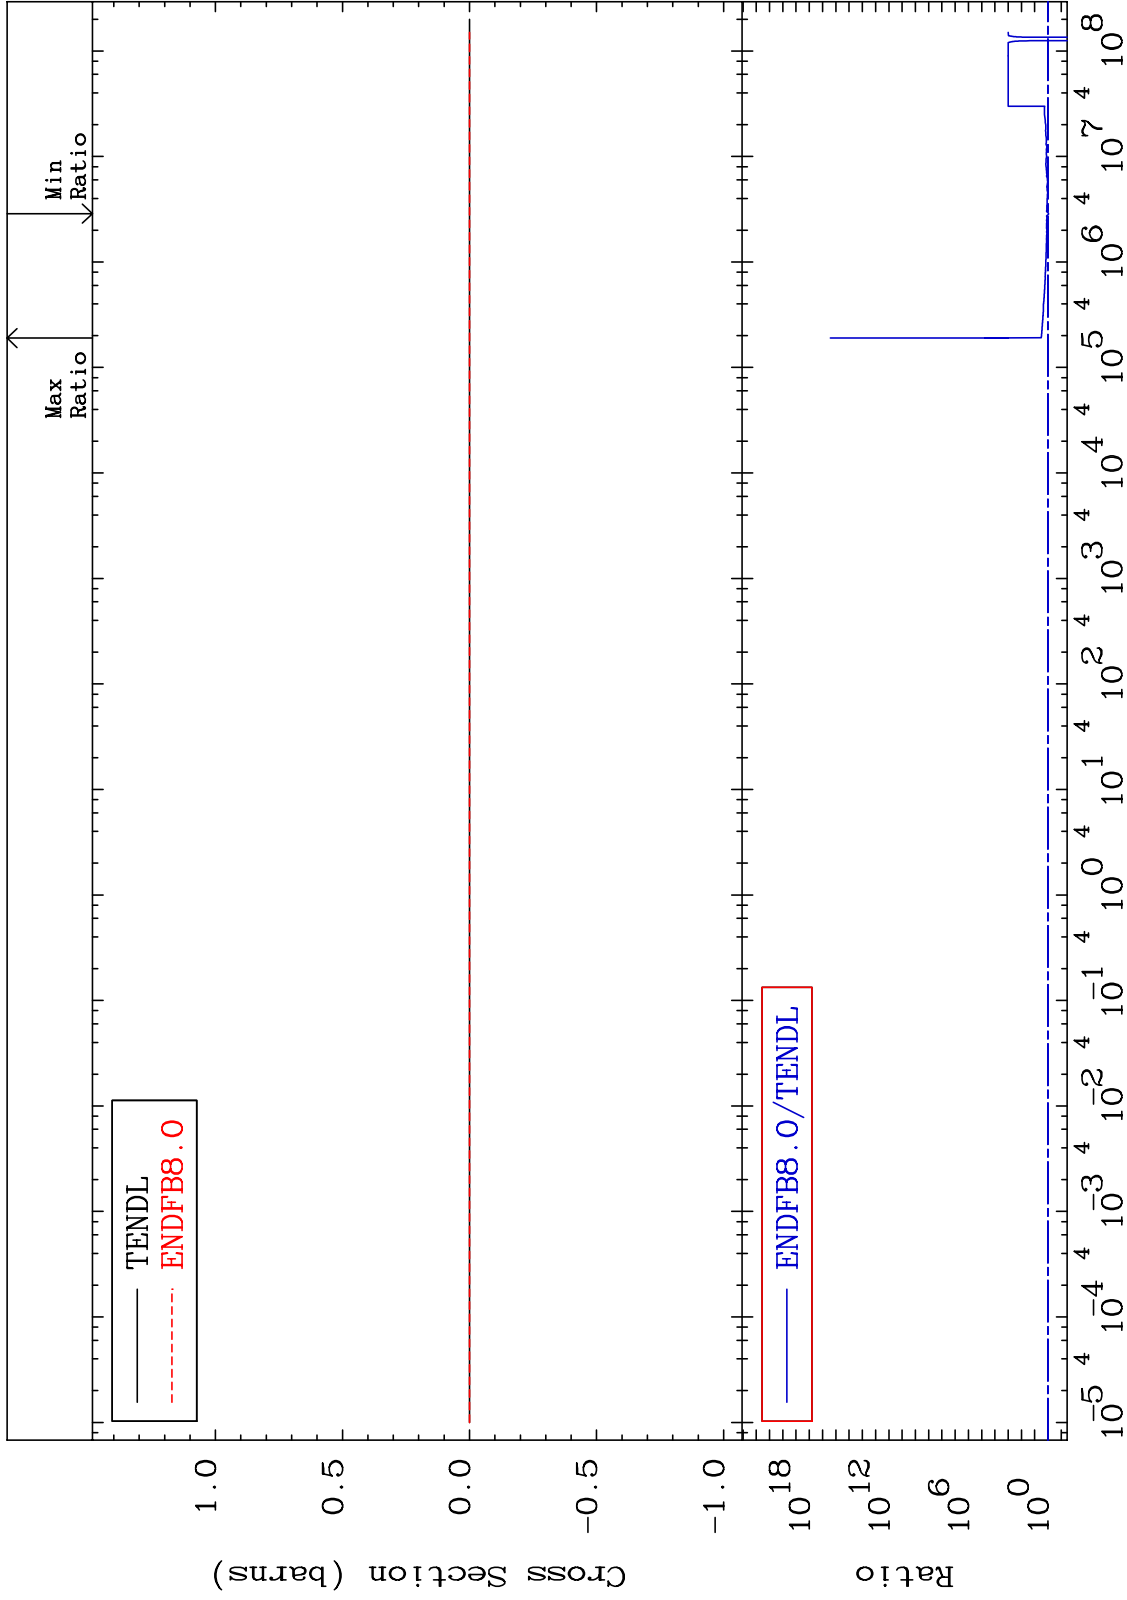 Max
Ratio
Min
Ratio
TENDL
ENDFB8.0
Cross Section (barns)
1.0
0.5
0.0
-0.5
-1.0
ENDFB8.0/TENDL
Ratio
10^18
10^12
10^6
10^0
10^-5 4 10^-4 4 10^-3 4 10^-2 4 10^-1 4 10^0 4 10^1 4 10^2 4 10^3 4 10^4 4 10^5 4 10^6 4 10^7 4 10^8